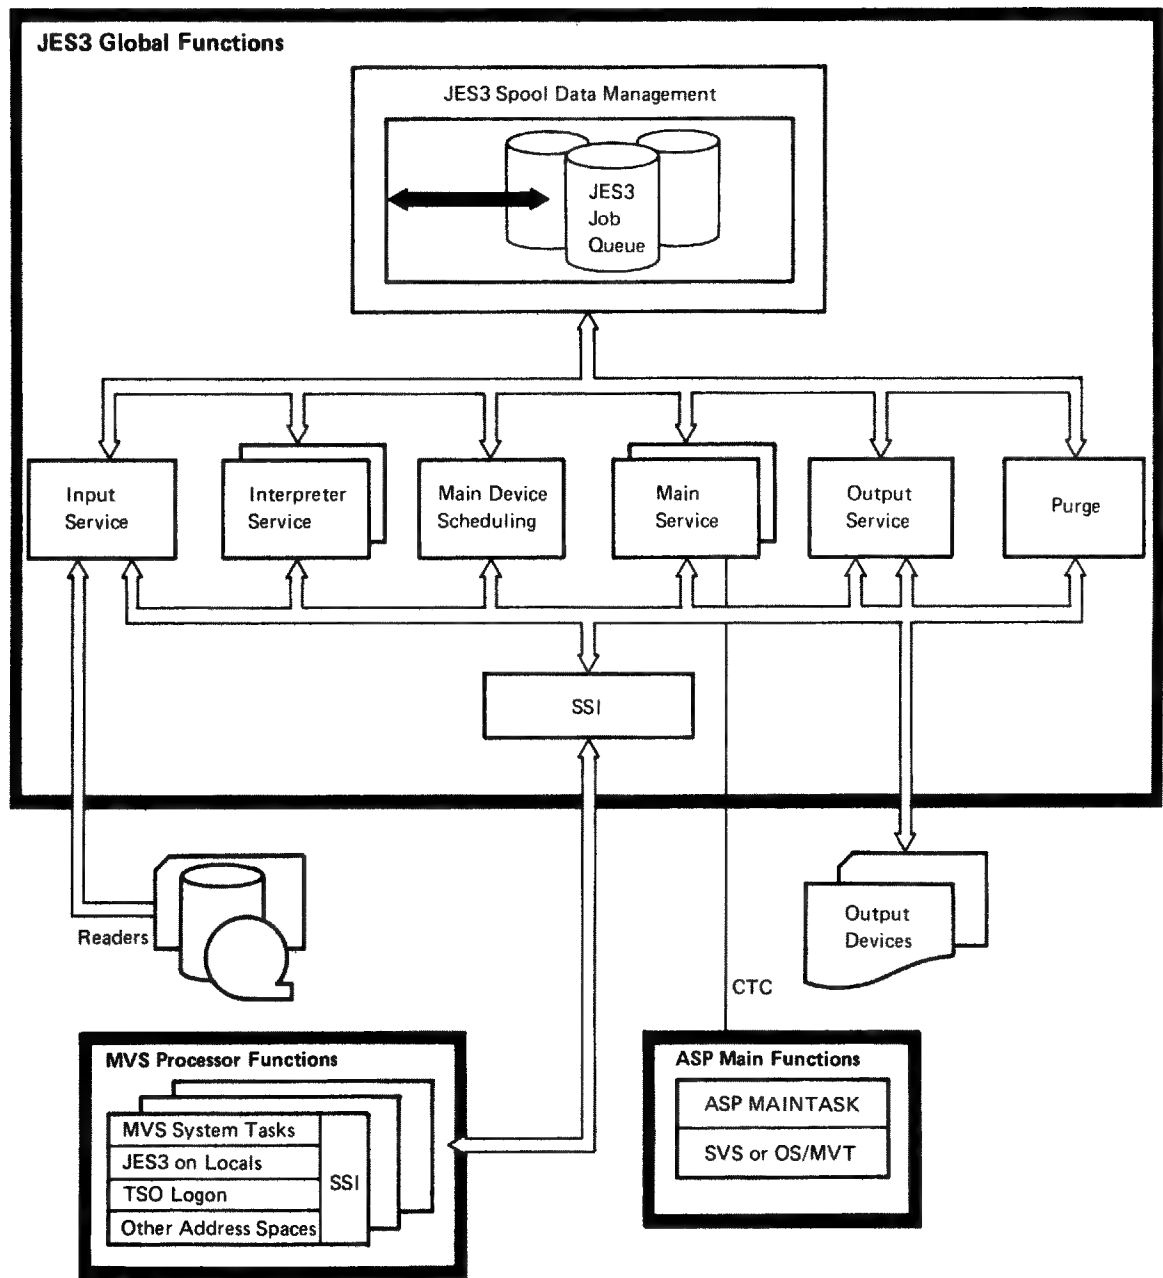 JES3 Global Functions
JES3 Spool Data Management
JES3
Job
Queue
Input
Service
Interpreter
Service
Main Device
Scheduling
Main
Service
Output
Service
Purge
SSI
Readers
Output
Devices
CTC
MVS Processor Functions
MVS System Tasks
JES3 on Locals
TSO Logon
Other Address Spaces
SSI
ASP Main Functions
ASP MAINTASK
SVS or OS/MVT